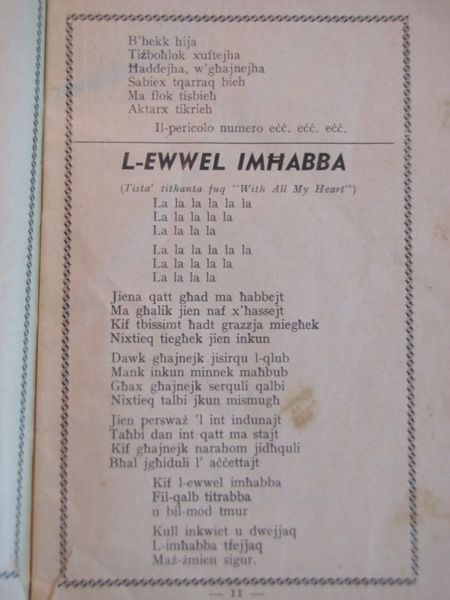 B'hekk hija
Tiżboħlok xuftejha
Ħaddejha, w'għajnejha
Sabiex tqarraq bieh
Ma flok tisbieħ
Aktarx tikrieh
Il-pericolo numero eċċ. eċċ. eċċ.
L-EWWEL IMĦABBA
(Tista' titkanta fuq "With All My Heart")
La la la la la la
La la la la la
La la la la
La la la la la la
La la la la la
La la la la
Jiena qatt għad ma ħabbejt
Ma għalik jien naf x'ħassejt
Kif tbissimt ħadt grazzja miegħek
Nixtieq tiegħek jien inkun
Dawk għajnejk jisirqu l-qlub
Mank inkun minnek maħbub
Għax għajnejk serquli qalbi
Nixtieq talbi jkun mismugħ
Jien persważ 'l int indunajt
Taħbi dan int qatt ma stajt
Kif għajnejk narahom jidħquli
Bħal jgħiduli l' aċċettajt
Kif l-ewwel imħabba
Fil-qalb titrabba
u bil-mod tmur
Kull inkwiet u dwejjaq
L-imħabba tfejjaq
Maż-żmien sigur.
— 11 —